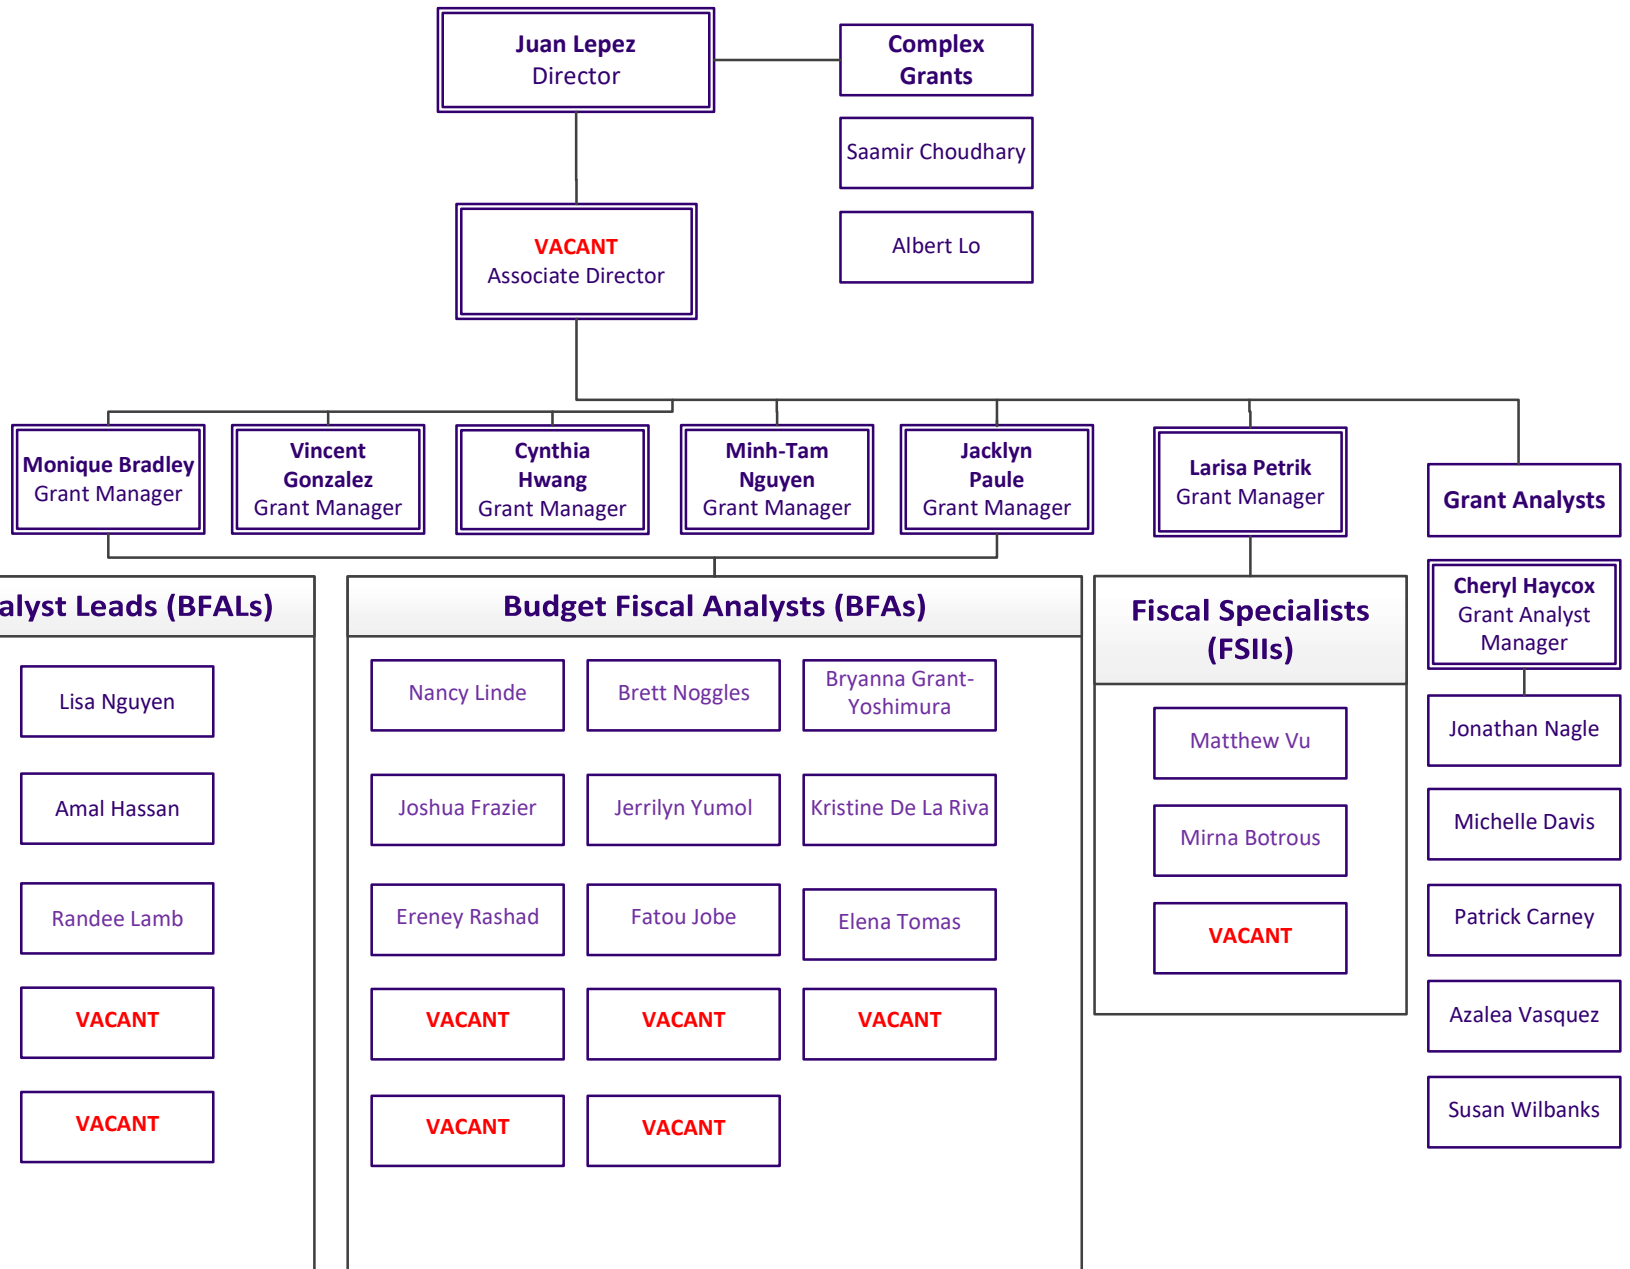 Juan Lepez
Director
Complex
Grants
Saamir Choudhary
Albert Lo
VACANT
Associate Director
Monique Bradley
Grant Manager
Vincent
Gonzalez
Grant Manager
Cynthia
Hwang
Grant Manager
Minh-Tam
Nguyen
Grant Manager
Jacklyn
Paule
Grant Manager
Larisa Petrik
Grant Manager
Grant Analysts
Cheryl Haycox
Grant Analyst
Manager
Jonathan Nagle
Michelle Davis
Patrick Carney
Azalea Vasquez
Susan Wilbanks
alyst Leads (BFALs)
Lisa Nguyen
Amal Hassan
Randee Lamb
VACANT
VACANT
Budget Fiscal Analysts (BFAs)
Nancy Linde
Brett Noggles
Bryanna Grant-
Yoshimura
Joshua Frazier
Jerrilyn Yumol
Kristine De La Riva
Ereney Rashad
Fatou Jobe
Elena Tomas
VACANT
VACANT
VACANT
VACANT
VACANT
Fiscal Specialists
(FSIIs)
Matthew Vu
Mirna Botrous
VACANT